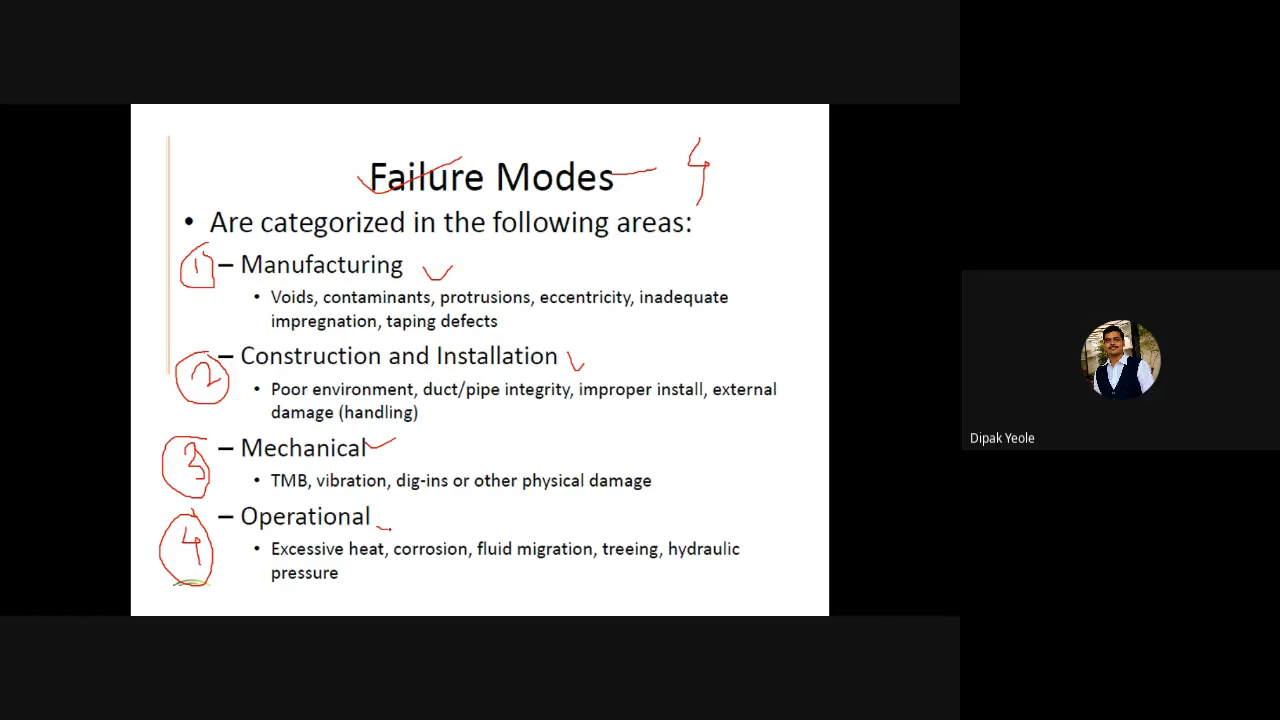 Failure Modes 4
• Are categorized in the following areas:
1 – Manufacturing
• Voids, contaminants, protrusions, eccentricity, inadequate
impregnation, taping defects
2 – Construction and Installation
• Poor environment, duct/pipe integrity, improper install, external
damage (handling)
3 – Mechanical
• TMB, vibration, dig-ins or other physical damage
4 – Operational
• Excessive heat, corrosion, fluid migration, treeing, hydraulic
pressure
Dipak Yeole